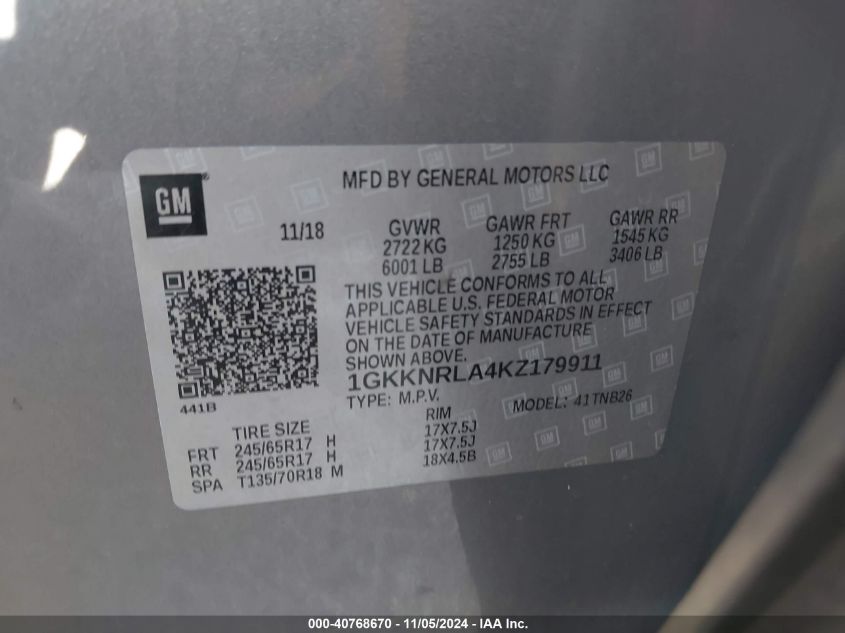 GM
MFD BY GENERAL MOTORS LLC
11/18
GVWR GAWR FRT GAWR RR
2722 KG 1250 KG 1545 KG
6001 LB 2755 LB 3406 LB
THIS VEHICLE CONFORMS TO ALL
APPLICABLE U.S. FEDERAL MOTOR
VEHICLE SAFETY STANDARDS IN EFFECT
ON THE DATE OF MANUFACTURE
SHOWN ABOVE.
1GKKNRLA4KZ179911
TYPE: M.P.V. MODEL: 41TNB26
441B
TIRE SIZE RIM
FRT 245/65R17 H 17X7.5J
RR 245/65R17 H 17X7.5J
SPA T135/70R18 M 18X4.5B
000-40768670 - 11/05/2024 - IAA Inc.